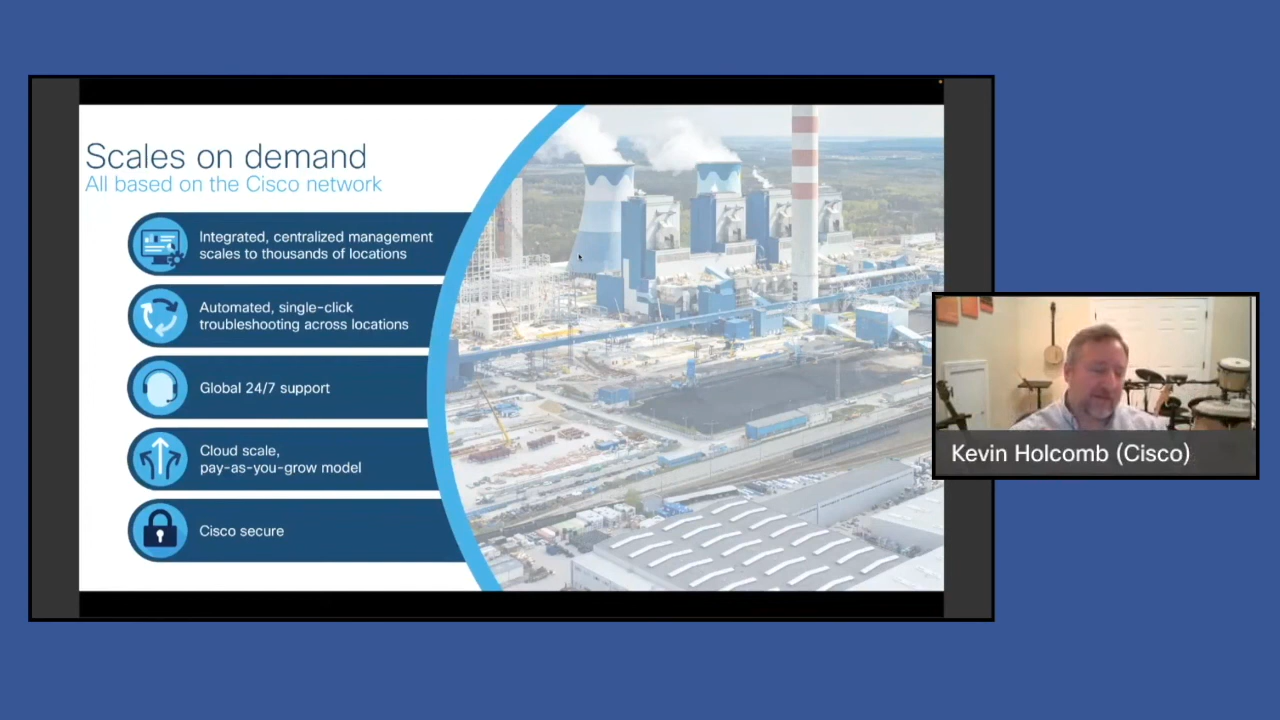 Scales on demand
All based on the Cisco network
Integrated, centralized management
scales to thousands of locations
Automated, single-click
troubleshooting across locations
Global 24/7 support
Cloud scale,
pay-as-you-grow model
Cisco secure
Kevin Holcomb (Cisco)